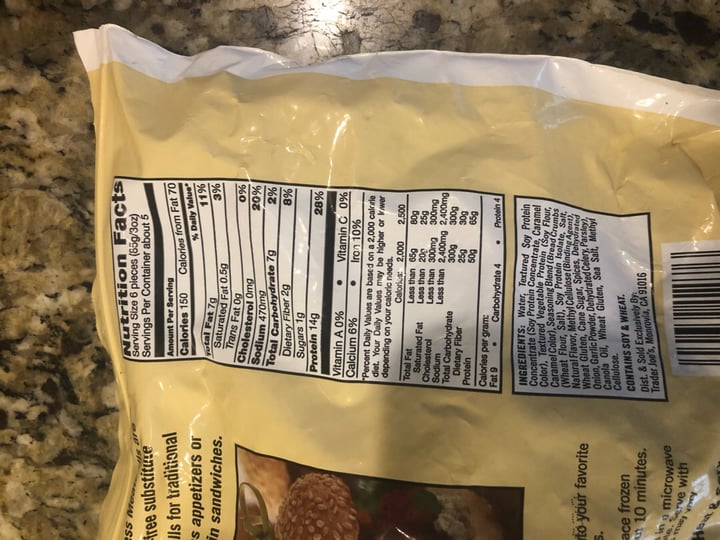 Nutrition Facts
Serving Size 6 pieces (85g/3oz)
Servings Per Container about 5
Amount Per Serving
Calories 150 Calories from Fat 70
% Daily Value*
Total Fat 7g 11%
Saturated Fat 0.5g 3%
Trans Fat 0g
Cholesterol 0mg 0%
Sodium 470mg 20%
Total Carbohydrate 7g 2%
Dietary Fiber 2g 8%
Sugars 1g
Protein 14g 28%
Vitamin A 0% • Vitamin C 0%
Calcium 6% • Iron 10%
*Percent Daily Values are based on a 2,000 calorie
diet. Your Daily Values may be higher or lower
depending on your caloric needs.
Calories: 2,000 2,500
Total Fat Less than 65g 80g
Saturated Fat Less than 20g 25g
Cholesterol Less than 300mg 300mg
Sodium Less than 2,400mg 2,400mg
Total Carbohydrate 300g 300g
Dietary Fiber 25g 30g
Protein 50g 65g
Calories per gram:
Fat 9 • Carbohydrate 4 • Protein 4
INGREDIENTS: Water, Textured Soy Protein
Concentrate (Soy Protein Concentrate, Caramel
Color), Textured Vegetable Protein (Soy Flour,
Caramel Color), Seasoning Blend (Bread Crumbs
(Wheat Flour, Salt), Soy Protein Isolate, Salt,
Natural Flavors, Methyl Cellulose (Binding Agent),
Wheat Gluten, Cane Sugar, Spices, Dehydrated
Onion, Garlic Powder, Dehydrated Celery, Parsley),
Canola Oil, Wheat Gluten, Sea Salt, Methyl
Cellulose.
CONTAINS SOY & WHEAT.
Dist. & Sold Exclusively By:
Trader Joe's, Monrovia, CA 91016
are
free substitute
lls for traditional
s appetizers or
in sandwiches.
to your favorite
s.
ace frozen
10 minutes.
in a microwave
Serve with
may vary